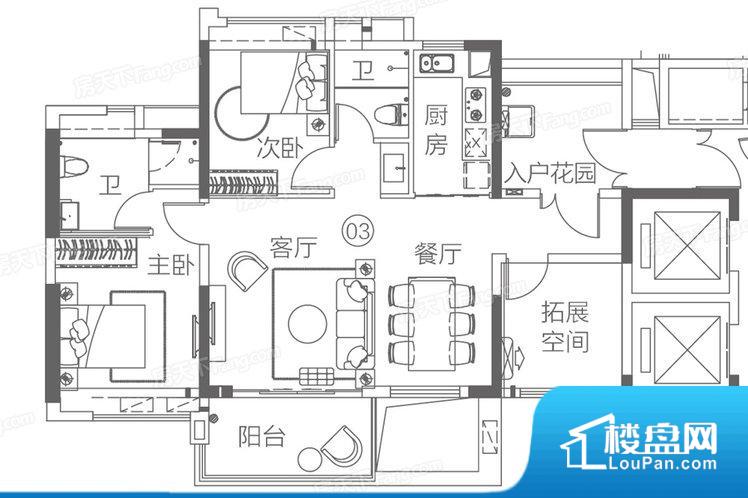 卫
次卧
厨
房
卫
入户花园
主卧
客厅
03
餐厅
拓展
空间
阳台
楼盘网
LouPan.com
房天下Fang.com